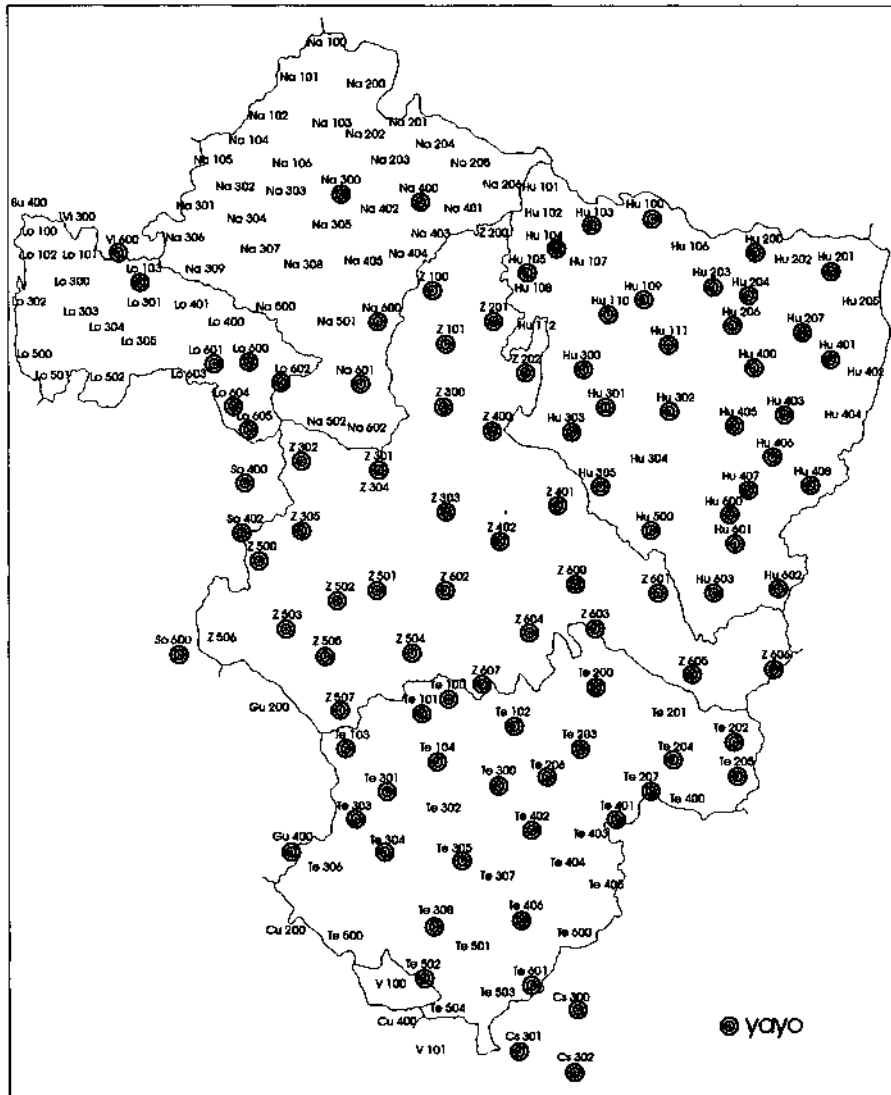 Na 100
Na 101
Na 200
Na 102 Na 103 Na 201
Na 104 Na 202 Na 204
Na 105 Na 106 Na 203 Na 205
Na 302 Na 303 Na 300 Na 400 Na 206 Hu 101
Bu 400 Na 301 Na 402 Na 401 Hu 102 Hu 103 Hu 100
Vi 300 Na 304 Na 305
Lo 100 Na 306 Na 403 Z 200
Vi 600 Na 307 Na 404 Hu 104 Hu 106 Hu 200
Lo 102 Lo 101 Na 308 Na 405 Hu 105 Hu 107 Hu 202 Hu 201
Lo 103 Na 309
Lo 300 Z 100 Hu 108 Hu 109 Hu 203 Hu 204
Lo 302 Lo 301 Lo 401 Na 600 Na 600 Hu 110 Hu 205
Lo 303 Lo 400 Na 501 Z 201 Hu 112 Hu 206 Hu 207
Lo 304 Lo 305 Z 101 Hu 111
Lo 500 Lo 601 Lo 600 Z 202 Hu 300 Hu 400 Hu 401
Lo 501 Lo 502 Lo 603 Lo 602 Na 601 Hu 402
Lo 604 Z 300 Hu 301 Hu 302 Hu 403 Hu 404
Lo 605 Na 502 Na 602 Z 400 Hu 303 Hu 405
Z 302 Z 301 Hu 304 Hu 406
So 400 Z 304 Hu 305 Hu 407 Hu 408
Z 303 Z 401 Hu 600
So 402 Z 305 Z 402 Hu 500 Hu 601
Z 500
Z 502 Z 501 Z 602 Z 600 Z 601 Hu 603 Hu 602
Z 503 Z 604 Z 603
So 600 Z 506 Z 505 Z 504
Z 607 Z 605 Z 606
Gu 200 Z 507 Te 101 Te 100 Te 200
Te 102 Te 201
Te 103 Te 104 Te 203 Te 204 Te 202
Te 301 Te 300 Te 206 Te 207 Te 205
Te 303 Te 302 Te 401 Te 400
Te 402 Te 403
Gu 400 Te 304 Te 305
Te 306 Te 307 Te 404
Te 405
Te 308 Te 406
Cu 200 Te 500 Te 501 Te 600
Te 502
V 100 Te 503 Te 601
Te 504 Cs 300
Cu 400 yayo
V 101 Cs 301
Cs 302